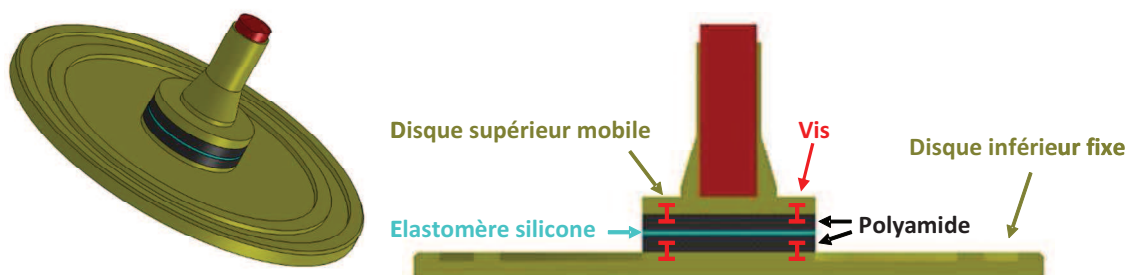 Disque supérieur mobile
Vis
Disque inférieur fixe
Elastomère silicone
Polyamide